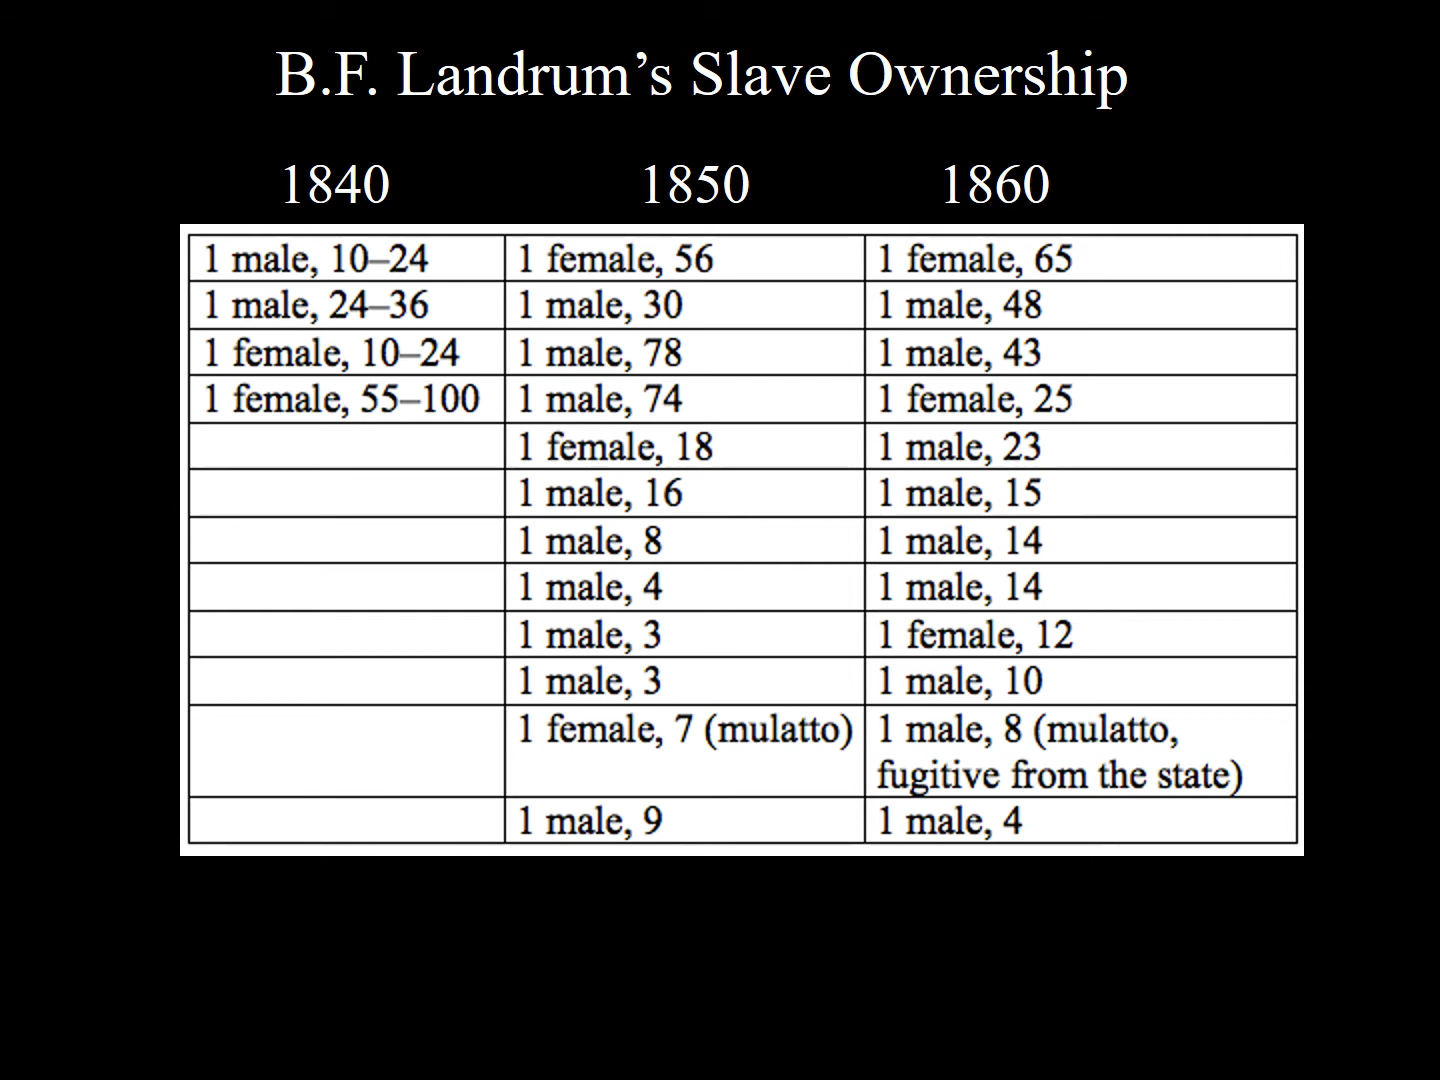 B.F. Landrum’s Slave Ownership
1840 1850 1860
1 male, 10–24 1 female, 56 1 female, 65
1 male, 24–36 1 male, 30 1 male, 48
1 female, 10–24 1 male, 78 1 male, 43
1 female, 55–100 1 male, 74 1 female, 25
1 female, 18 1 male, 23
1 male, 16 1 male, 15
1 male, 8 1 male, 14
1 male, 4 1 male, 14
1 male, 3 1 female, 12
1 male, 3 1 male, 10
1 female, 7 (mulatto) 1 male, 8 (mulatto,
fugitive from the state)
1 male, 9 1 male, 4